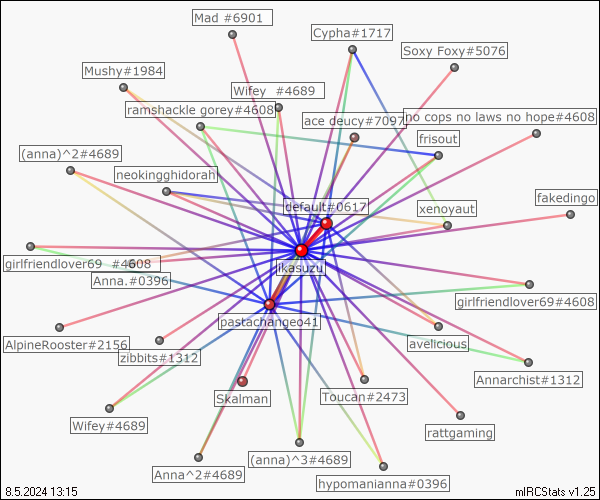 Mad #6901
Cypha#1717
Soxy Foxy#5076
Mushy#1984
Wifey #4689
ramshackle gorey#4608
ace deucy#7097
no cops no laws no hope#4608
frisout
(anna)^2#4689
neokingghidorah
default#0617
xenoyaut
fakedingo
girlfriendlover69 #4608
ikasuzu
Anna.#0396
girlfriendlover69#4608
pastachangeo41
AlpineRooster#2156
zibbits#1312
avelicious
Annarchist#1312
Skalman
Toucan#2473
Wifey#4689
rattgaming
(anna)^3#4689
Anna^2#4689
hypomanianna#0396
8.5.2024 13:15
mIRCStats v1.25